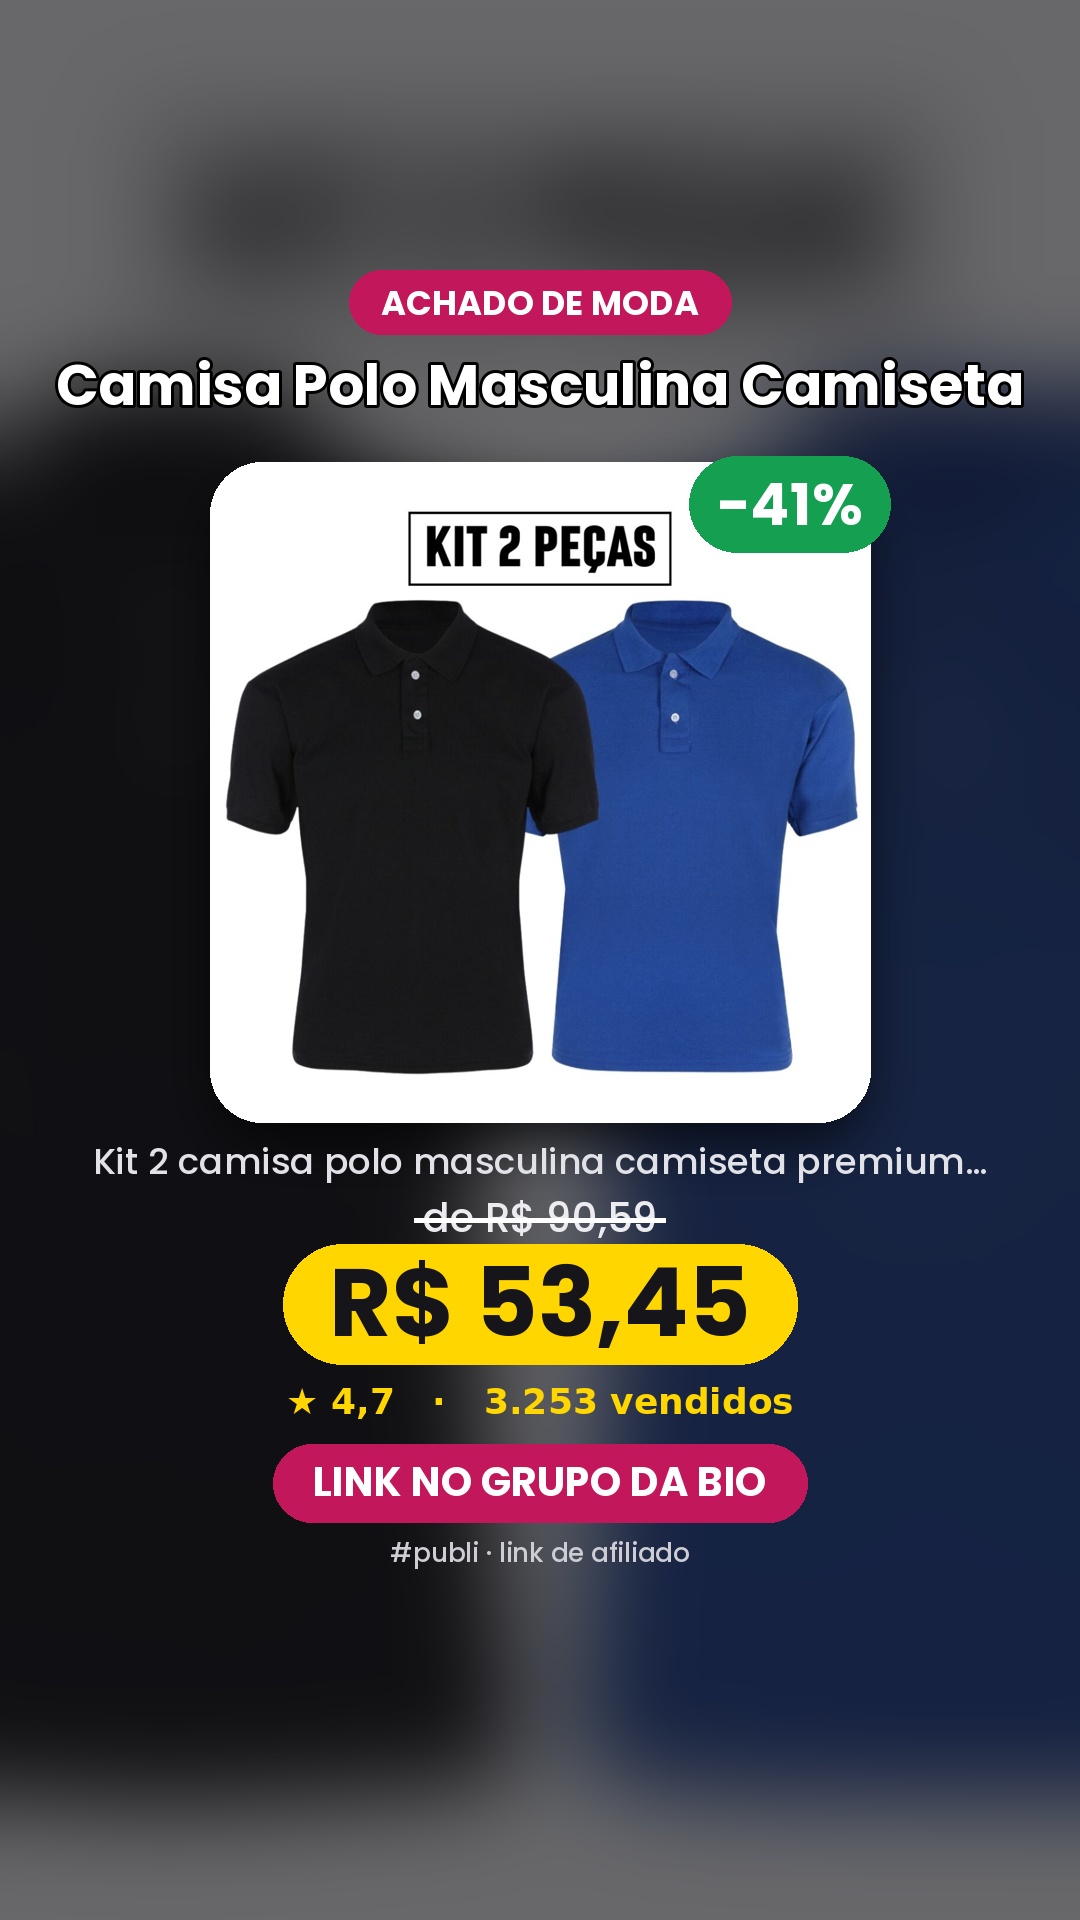 ACHADO DE MODA
Camisa Polo Masculina Camiseta
-41%
KIT 2 PEÇAS
Kit 2 camisa polo masculina camiseta premium...
de R$ 90,59
R$ 53,45
★ 4,7 · 3.253 vendidos
LINK NO GRUPO DA BIO
#publi · link de afiliado